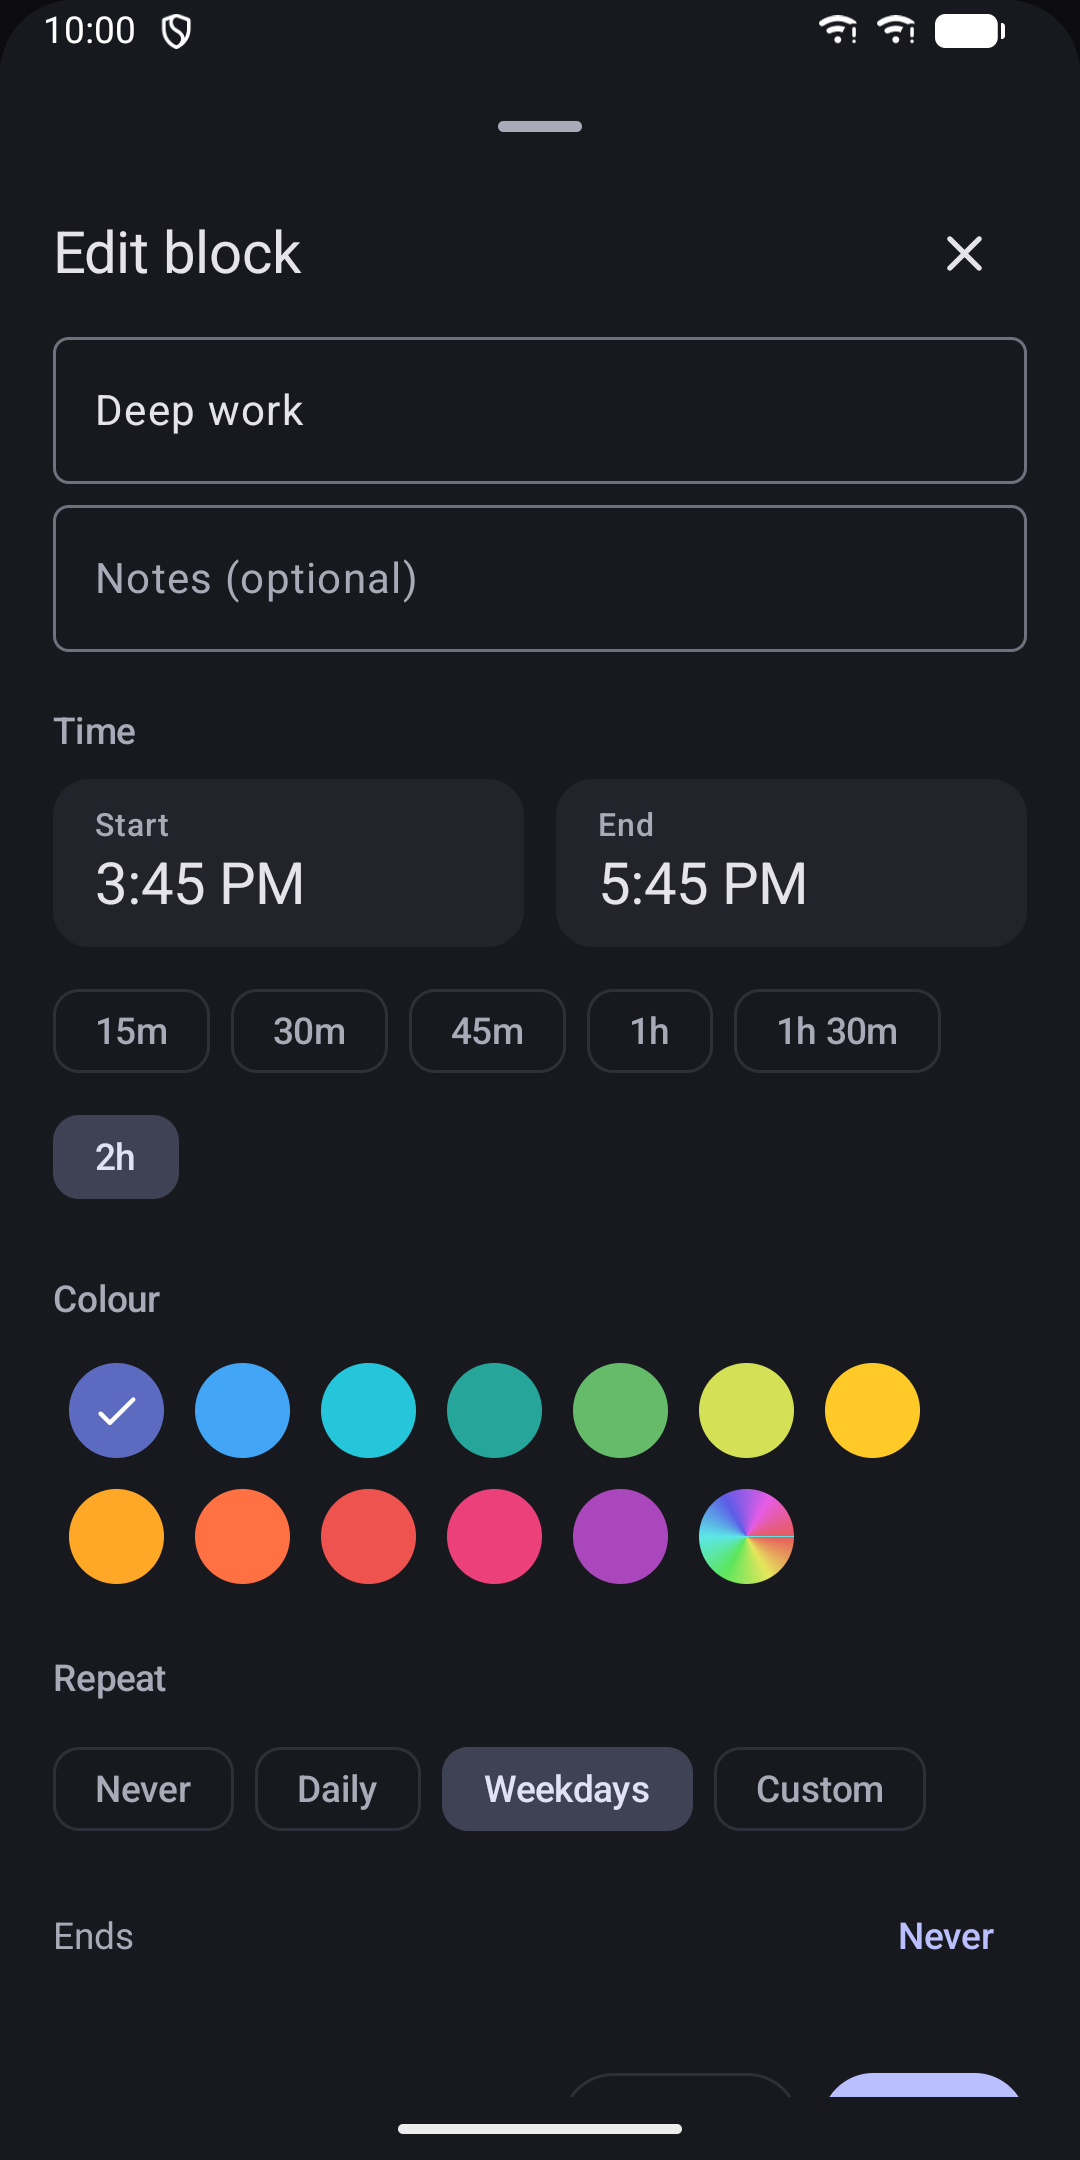 10:00
Edit block
Deep work
Notes (optional)
Time
Start
3:45 PM
End
5:45 PM
15m
30m
45m
1h
1h 30m
2h
Colour
Repeat
Never
Daily
Weekdays
Custom
Ends
Never